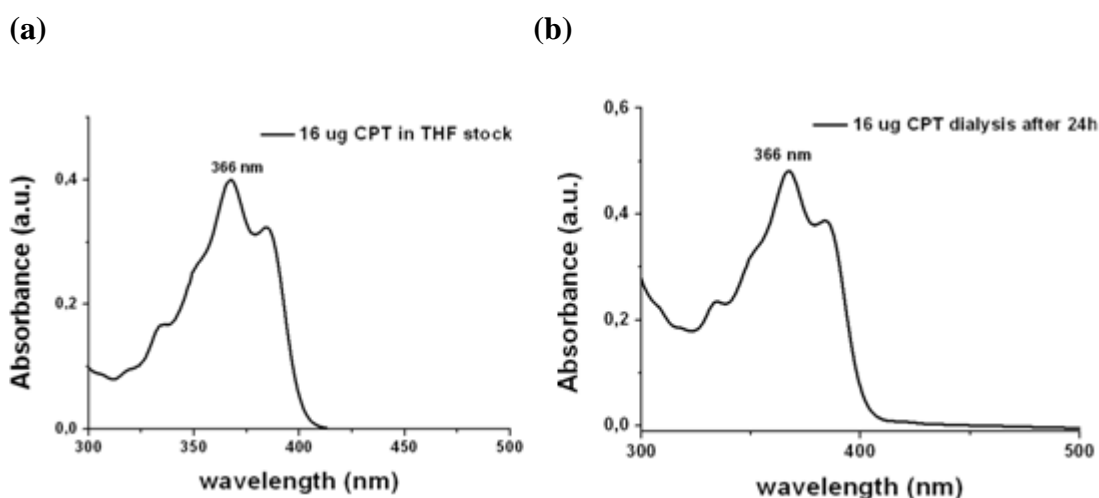 (a)
(b)
16 ug CPT in THF stock
366 nm
0,4
0,2
0,0
300
350
400
450
500
Absorbance (a.u.)
wavelength (nm)
16 ug CPT dialysis after 24h
366 nm
0,6
0,4
0,2
0,0
300
400
500
Absorbance (a.u.)
wavelength (nm)